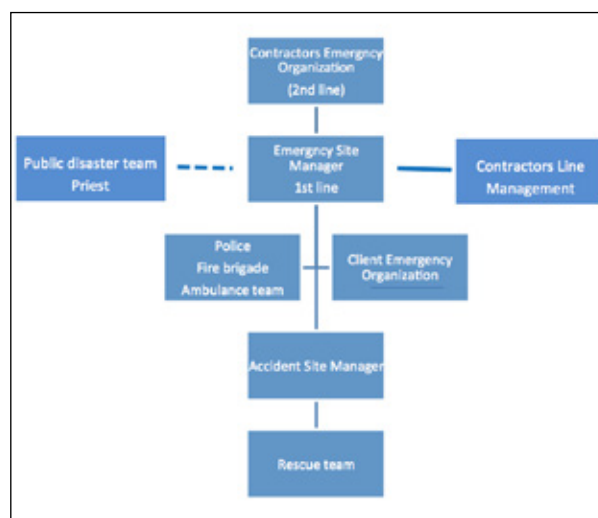 Contractors Emergncy
Organization
(2nd line)
Public disaster team
Priest
Emergncy Site
Manager
1st line
Contractors Line
Management
Police
Fire brigade
Ambulance team
Client Emergency
Organization
Accident Site Manager
Rescue team